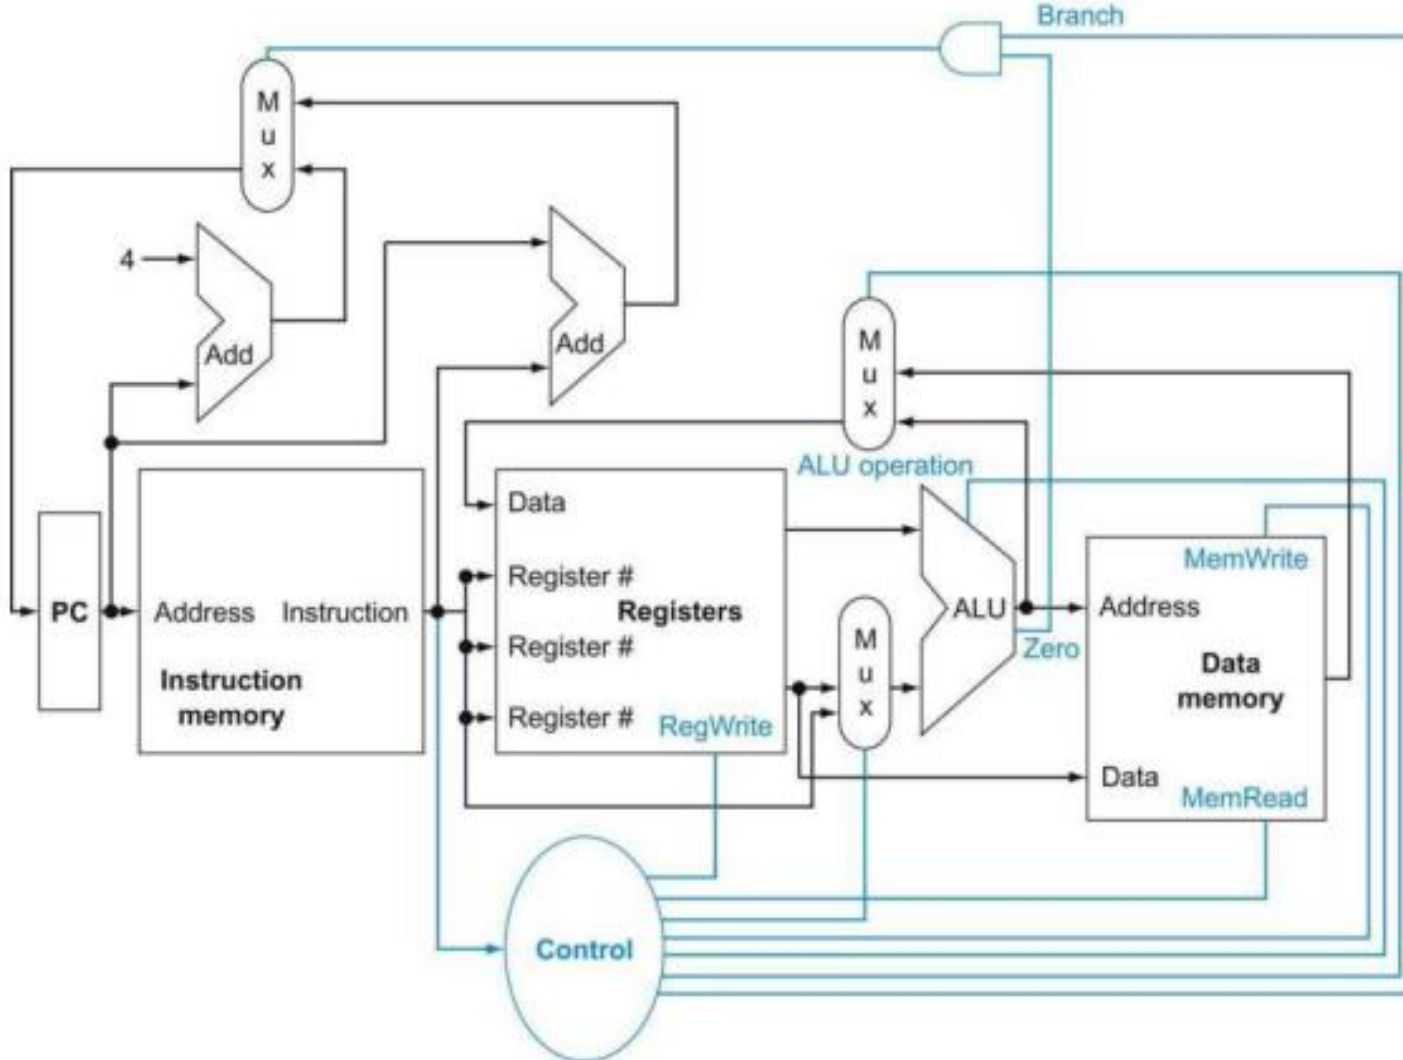 Branch
M
u
x
4
Add
Add
M
u
x
ALU operation
Data
Register #
Register #
Register #
Registers
RegWrite
PC
Address
Instruction
Instruction
memory
M
u
x
ALU
Zero
MemWrite
Address
Data
memory
Data
MemRead
Control